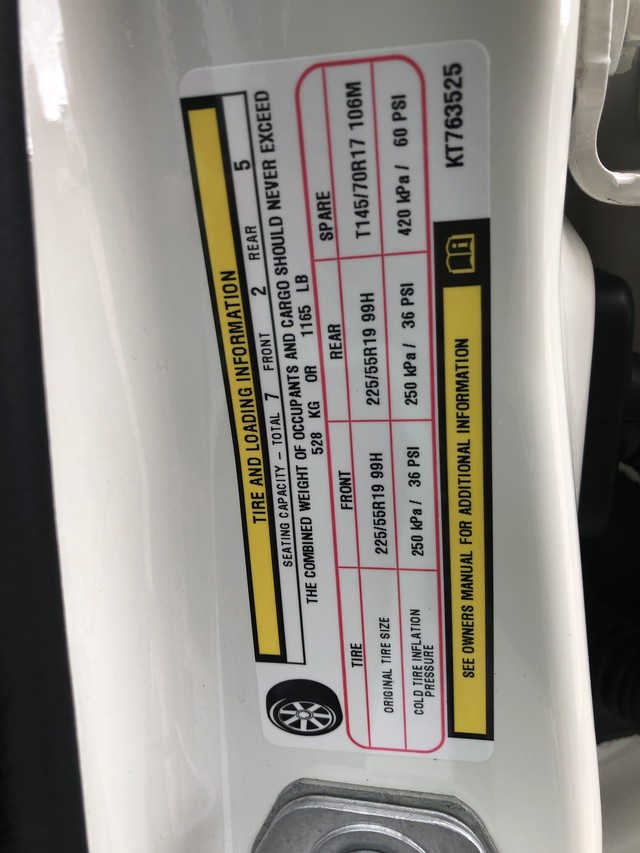 TIRE AND LOADING INFORMATION
SEATING CAPACITY – TOTAL 7 FRONT 2 REAR 5
THE COMBINED WEIGHT OF OCCUPANTS AND CARGO SHOULD NEVER EXCEED
528 KG OR 1165 LB
TIRE FRONT REAR SPARE
ORIGINAL TIRE SIZE 225/55R19 99H 225/55R19 99H T145/70R17 106M
COLD TIRE INFLATION PRESSURE 250 kPa / 36 PSI 250 kPa / 36 PSI 420 kPa / 60 PSI
SEE OWNERS MANUAL FOR ADDITIONAL INFORMATION
KT763525